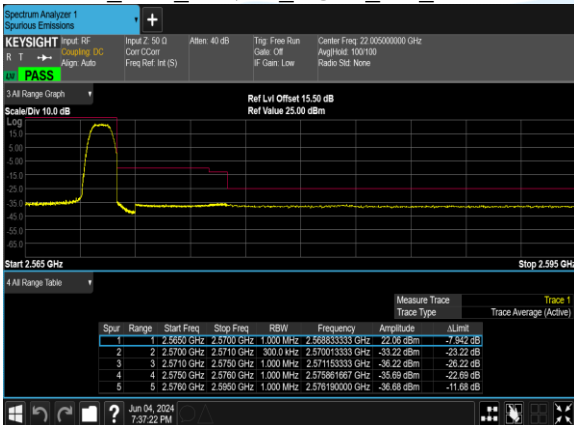 Spectrum Analyzer 1
Spurious Emissions
+
KEYSIGHT Input: RF Input Z: 50 Ω Atten: 40 dB Trig: Free Run Center Freq: 22.005000000 GHz
R T Coupling: DC Corr CCorr Gate: Off Avg|Hold: 100/100
Align: Auto Freq Ref: Int (S) IF Gain: Low Radio Std: None
LM PASS
3 All Range Graph
Ref Lvl Offset 15.50 dB
Scale/Div 10.0 dB Ref Value 25.00 dBm
Log
15.0
5.00
-5.00
-15.0
-25.0
-35.0
-45.0
-55.0
-65.0
Start 2.565 GHz Stop 2.595 GHz
4 All Range Table
Measure Trace Trace 1
Trace Type Trace Average (Active)
Spur Range Start Freq Stop Freq RBW Frequency Amplitude ΔLimit
1 1 2.5650 GHz 2.5700 GHz 1.000 MHz 2.568833333 GHz 22.06 dBm -7.942 dB
2 2 2.5700 GHz 2.5710 GHz 300.0 kHz 2.570013333 GHz -33.22 dBm -23.22 dB
3 3 2.5710 GHz 2.5750 GHz 1.000 MHz 2.571153333 GHz -36.22 dBm -26.22 dB
4 4 2.5750 GHz 2.5760 GHz 1.000 MHz 2.575861667 GHz -35.69 dBm -22.69 dB
5 5 2.5760 GHz 2.5950 GHz 1.000 MHz 2.576190000 GHz -36.68 dBm -11.68 dB
?
Jun 04, 2024
7:37:22 PM